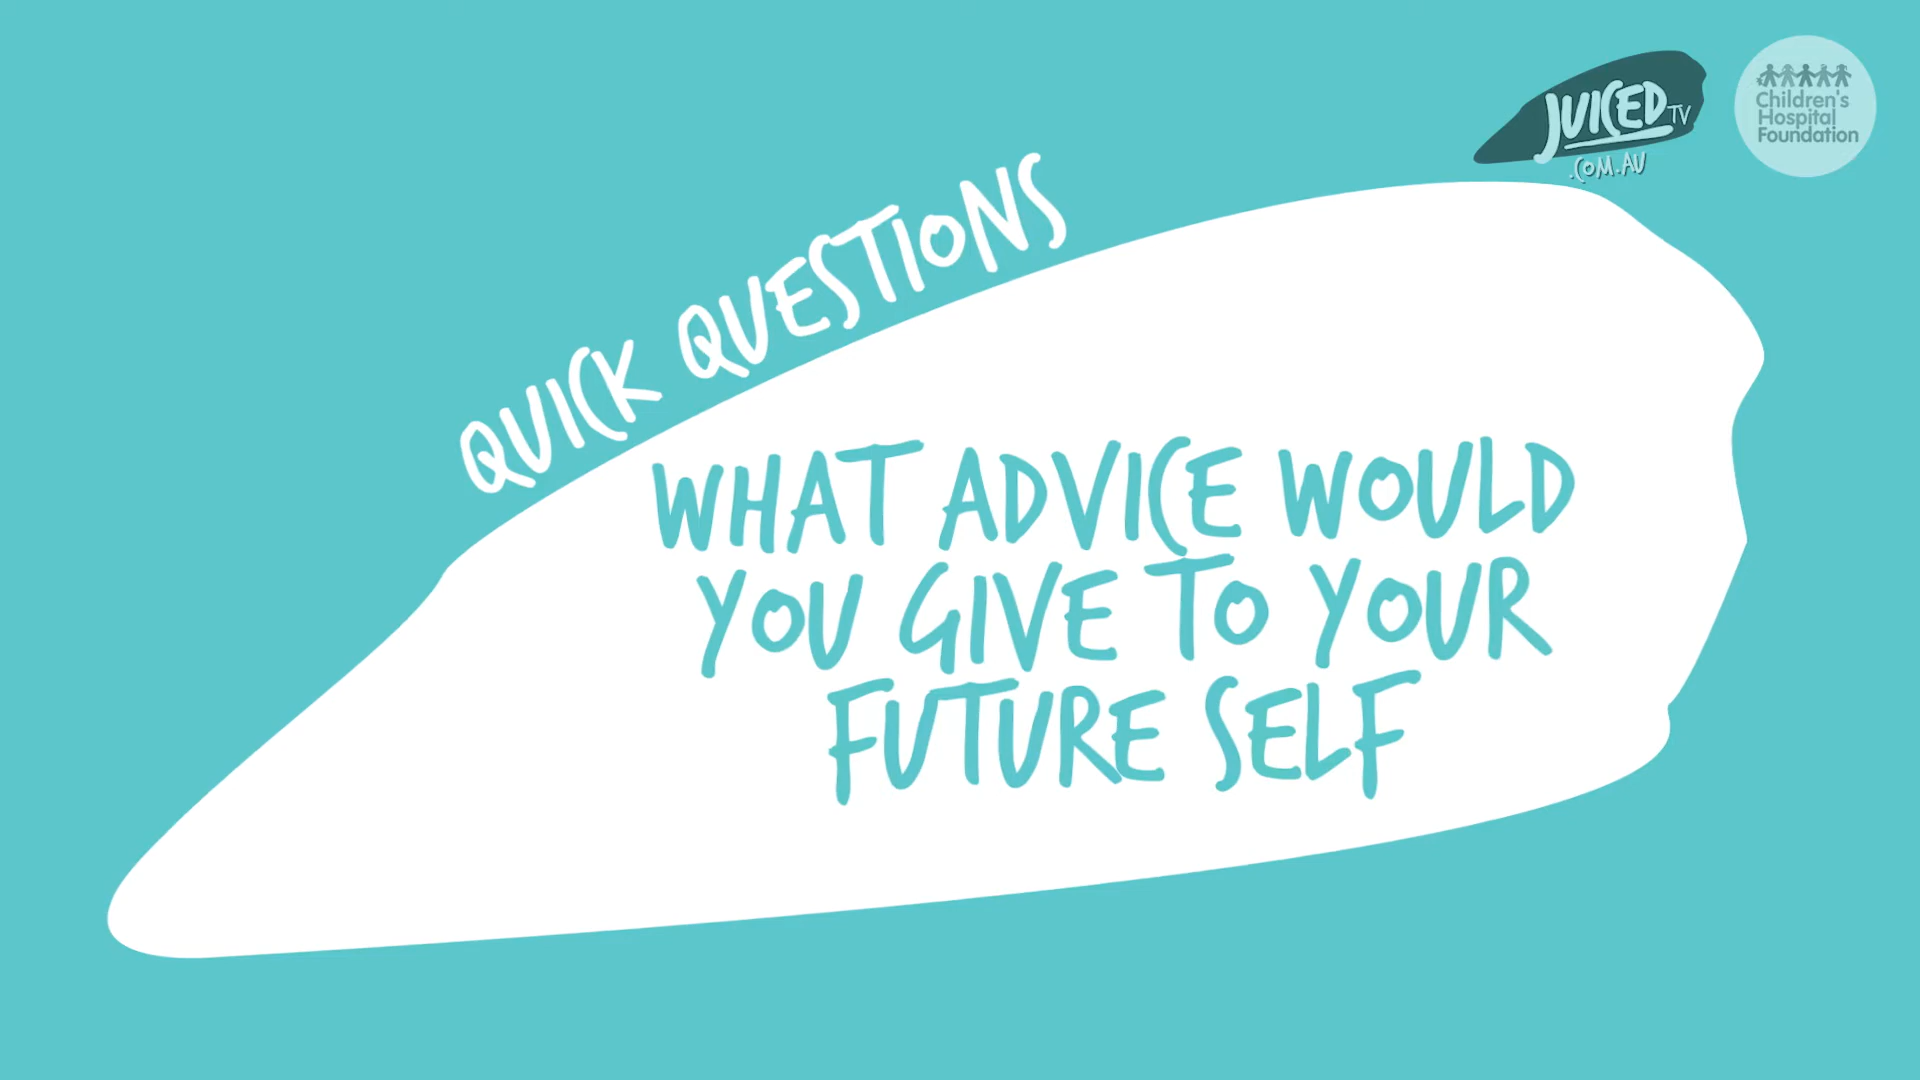 JUICED TV
.COM.AU
Children's
Hospital
Foundation
QUICK QUESTIONS
WHAT ADVICE WOULD
YOU GIVE TO YOUR
FUTURE SELF